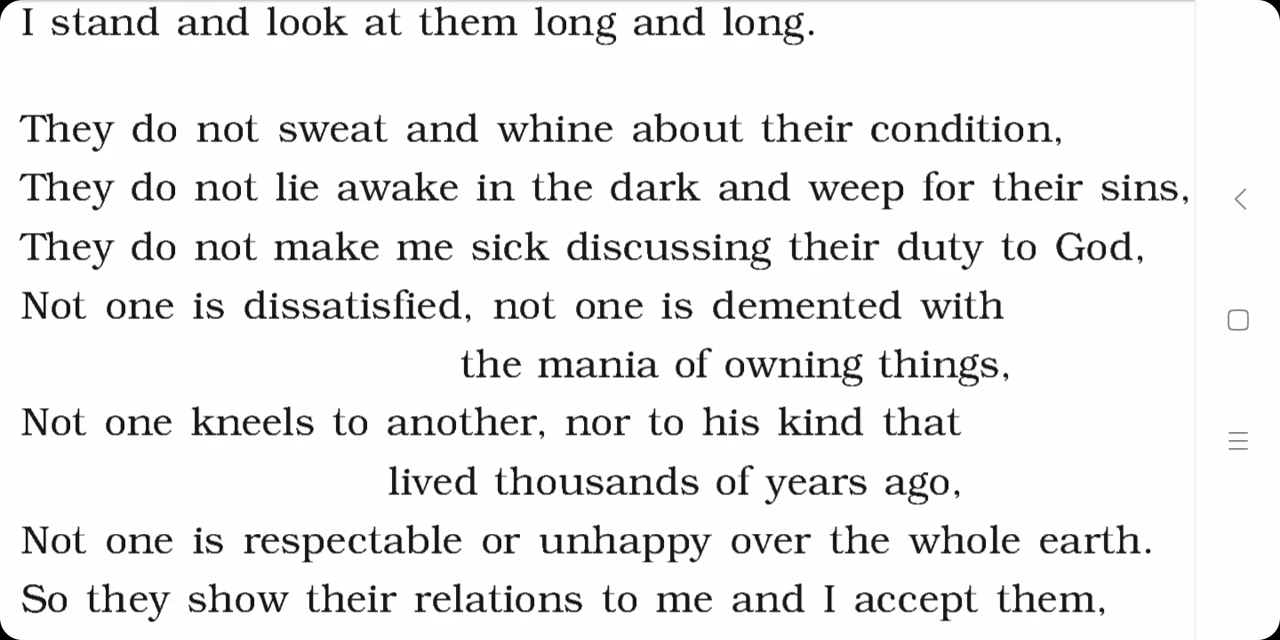 I stand and look at them long and long.
They do not sweat and whine about their condition,
They do not lie awake in the dark and weep for their sins,
They do not make me sick discussing their duty to God,
Not one is dissatisfied, not one is demented with
the mania of owning things,
Not one kneels to another, nor to his kind that
lived thousands of years ago,
Not one is respectable or unhappy over the whole earth.
So they show their relations to me and I accept them,